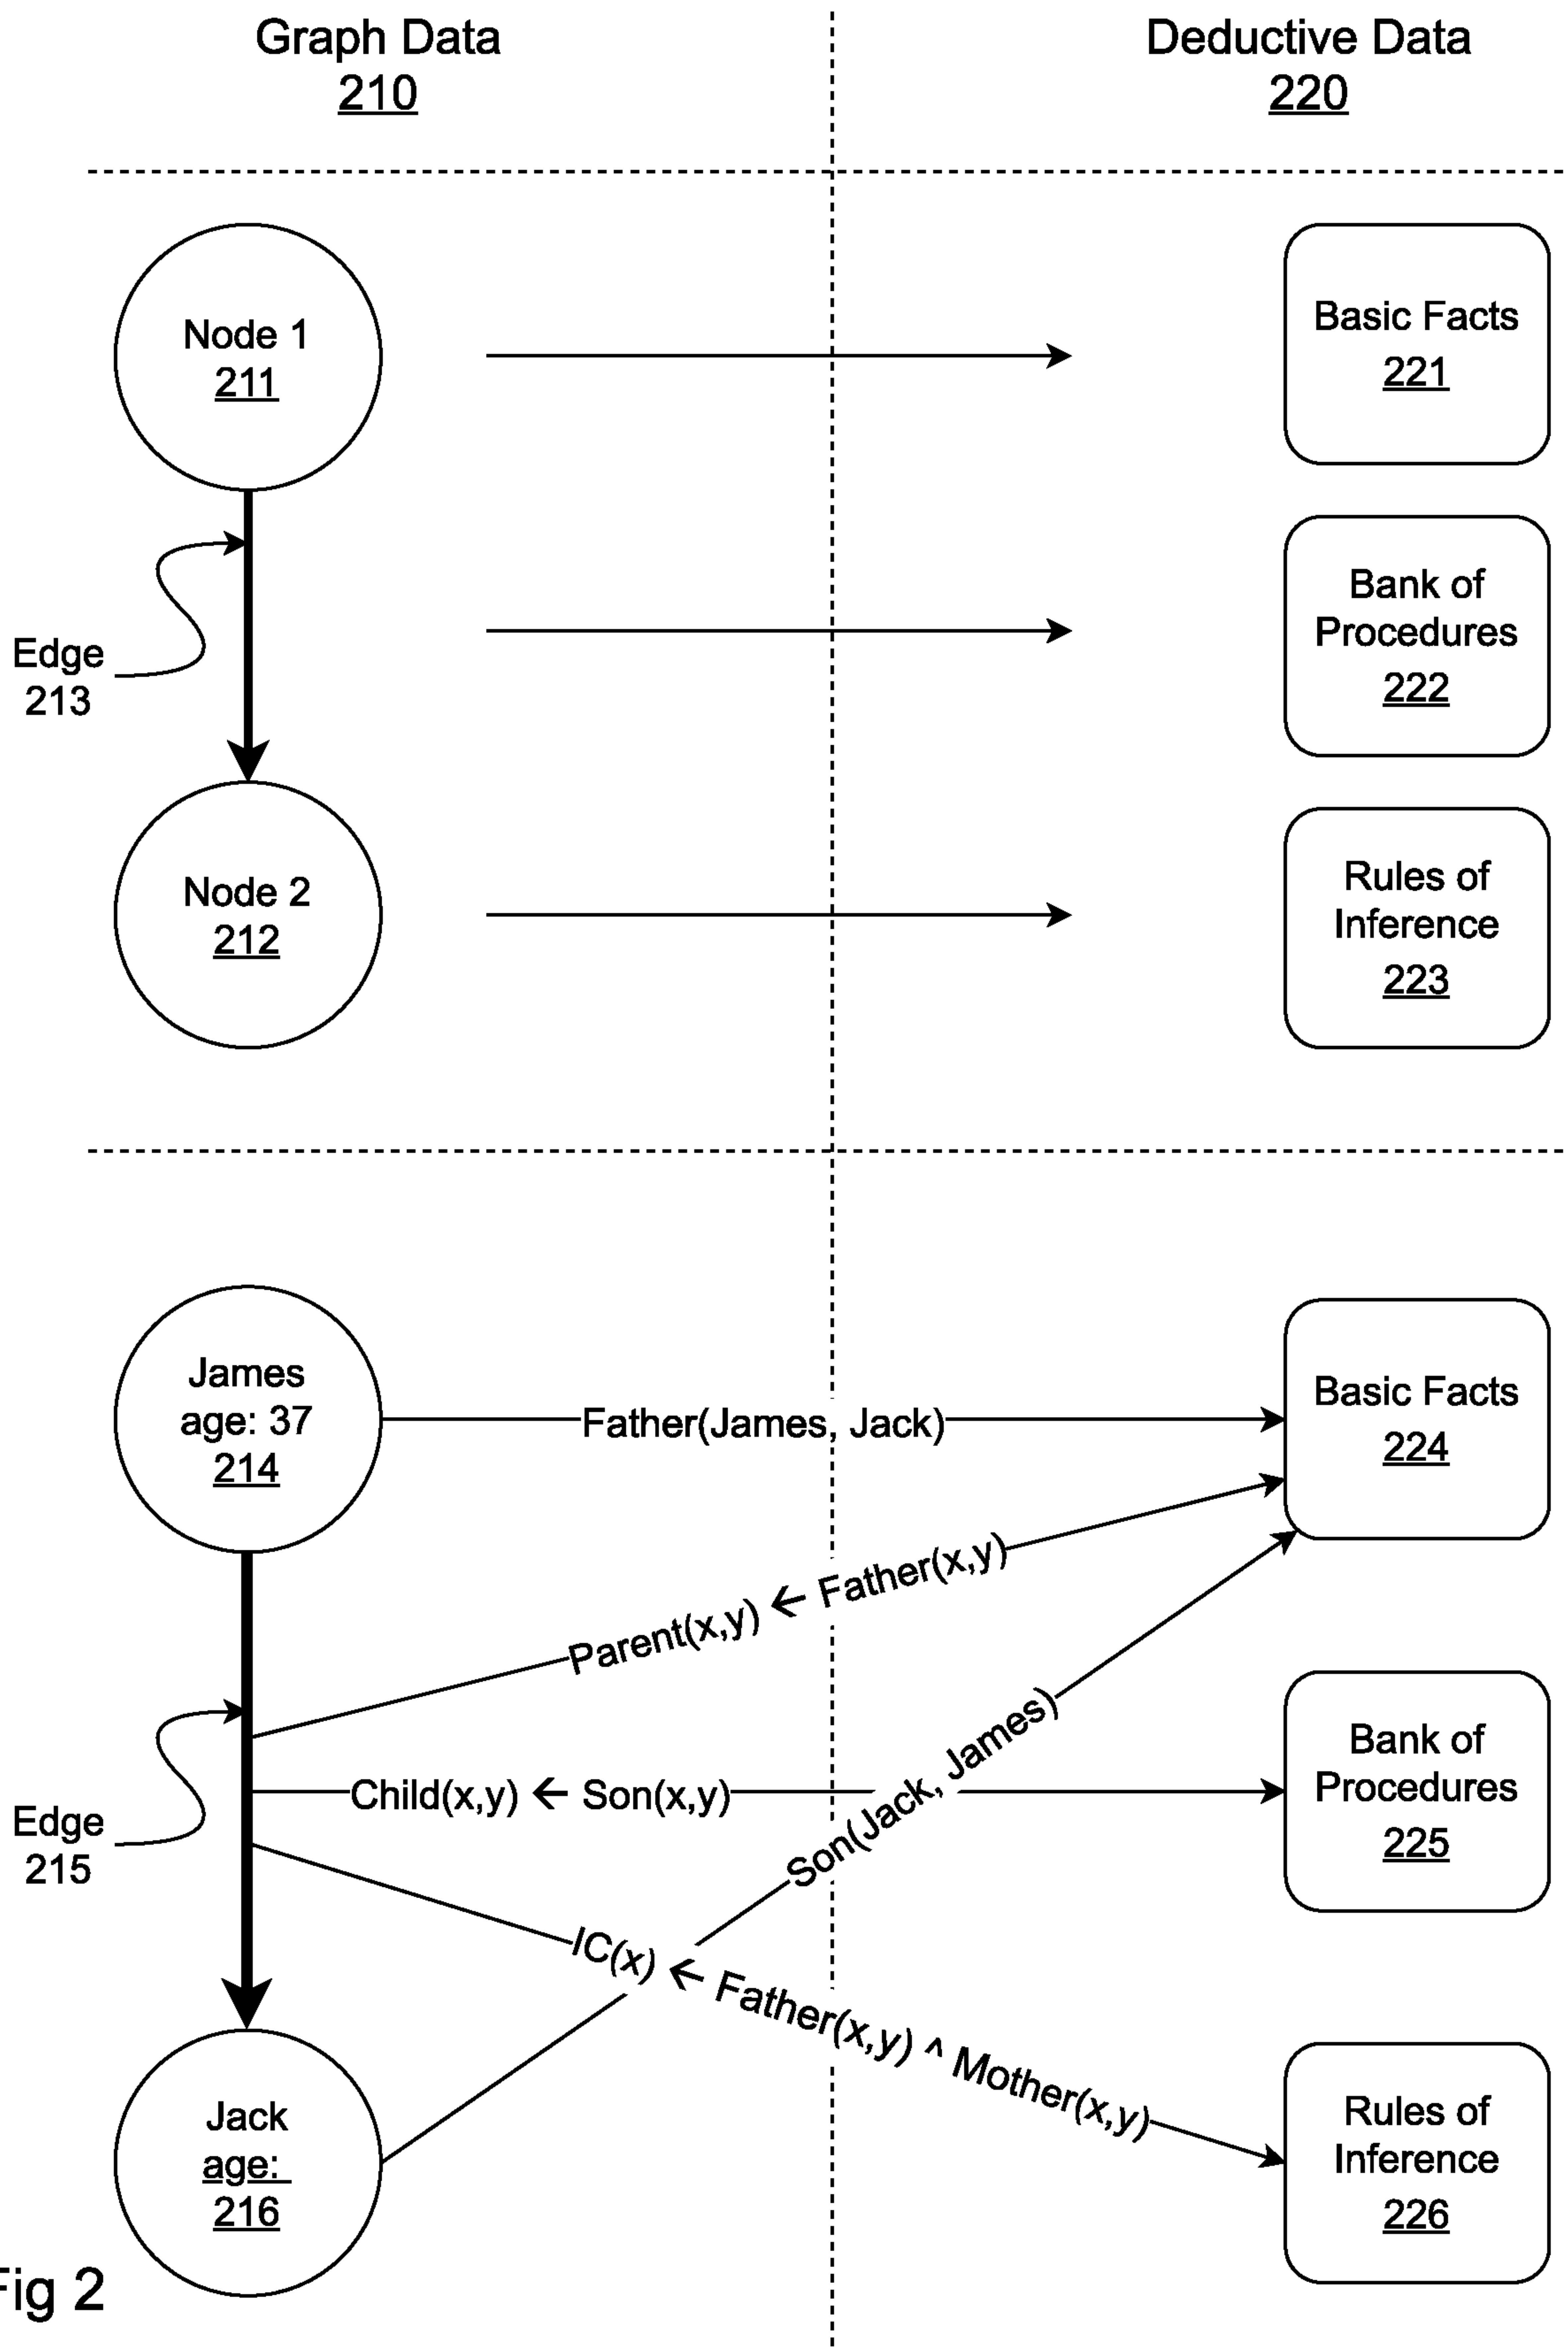 Graph Data
210
Deductive Data
220
Node 1
211
Basic Facts
221
Edge
213
Bank of
Procedures
222
Node 2
212
Rules of
Inference
223
James
age: 37
214
Father(James, Jack)
Basic Facts
224
Parent(x,y) ← Father(x,y)
Edge
215
Child(x,y) ← Son(x,y)
Son(Jack, James)
Bank of
Procedures
225
IC(x) ← Father(x,y) ^ Mother(x,y)
Jack
age:
216
Rules of
Inference
226
Fig 2